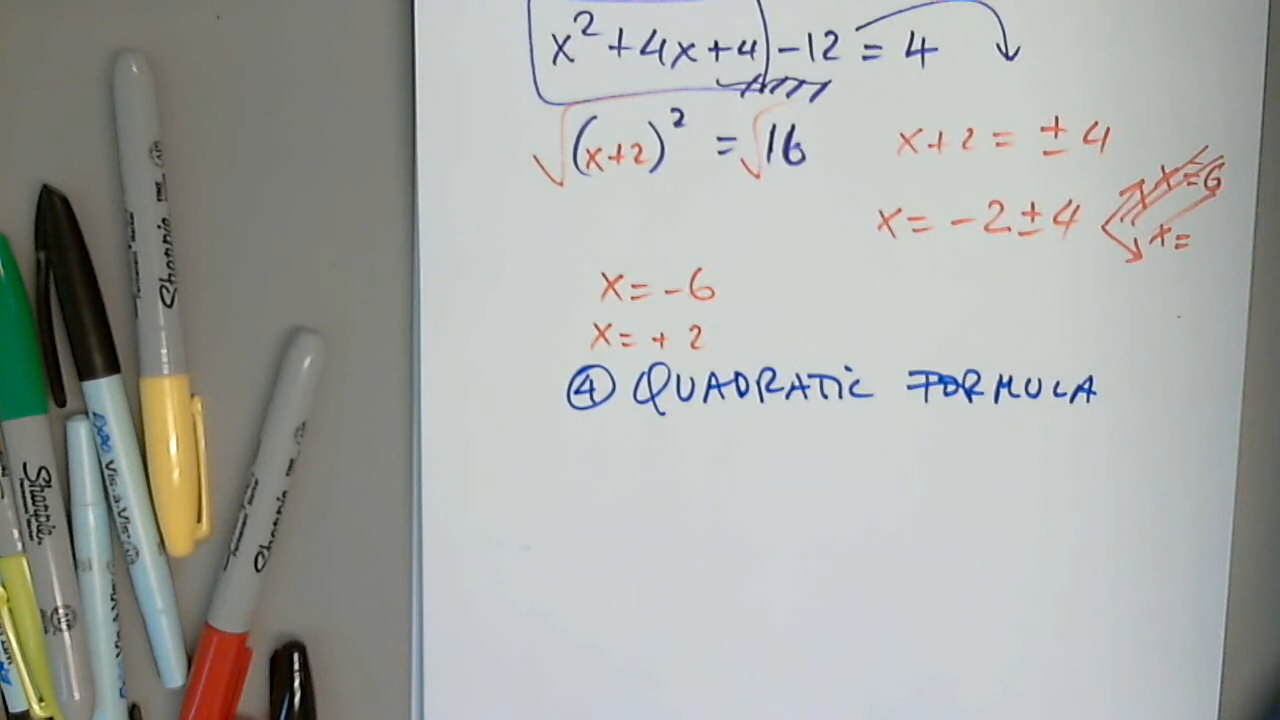 x² + 4x + 4 - 12 = 4
√(x+2)² = √16
x + 2 = ± 4
x = -2 ± 4
x = 6
x =
x = -6
x = + 2
④ QUADRATIC FORMULA
Sharpie
Sharpie
Sharpie
Vis-à-Vis